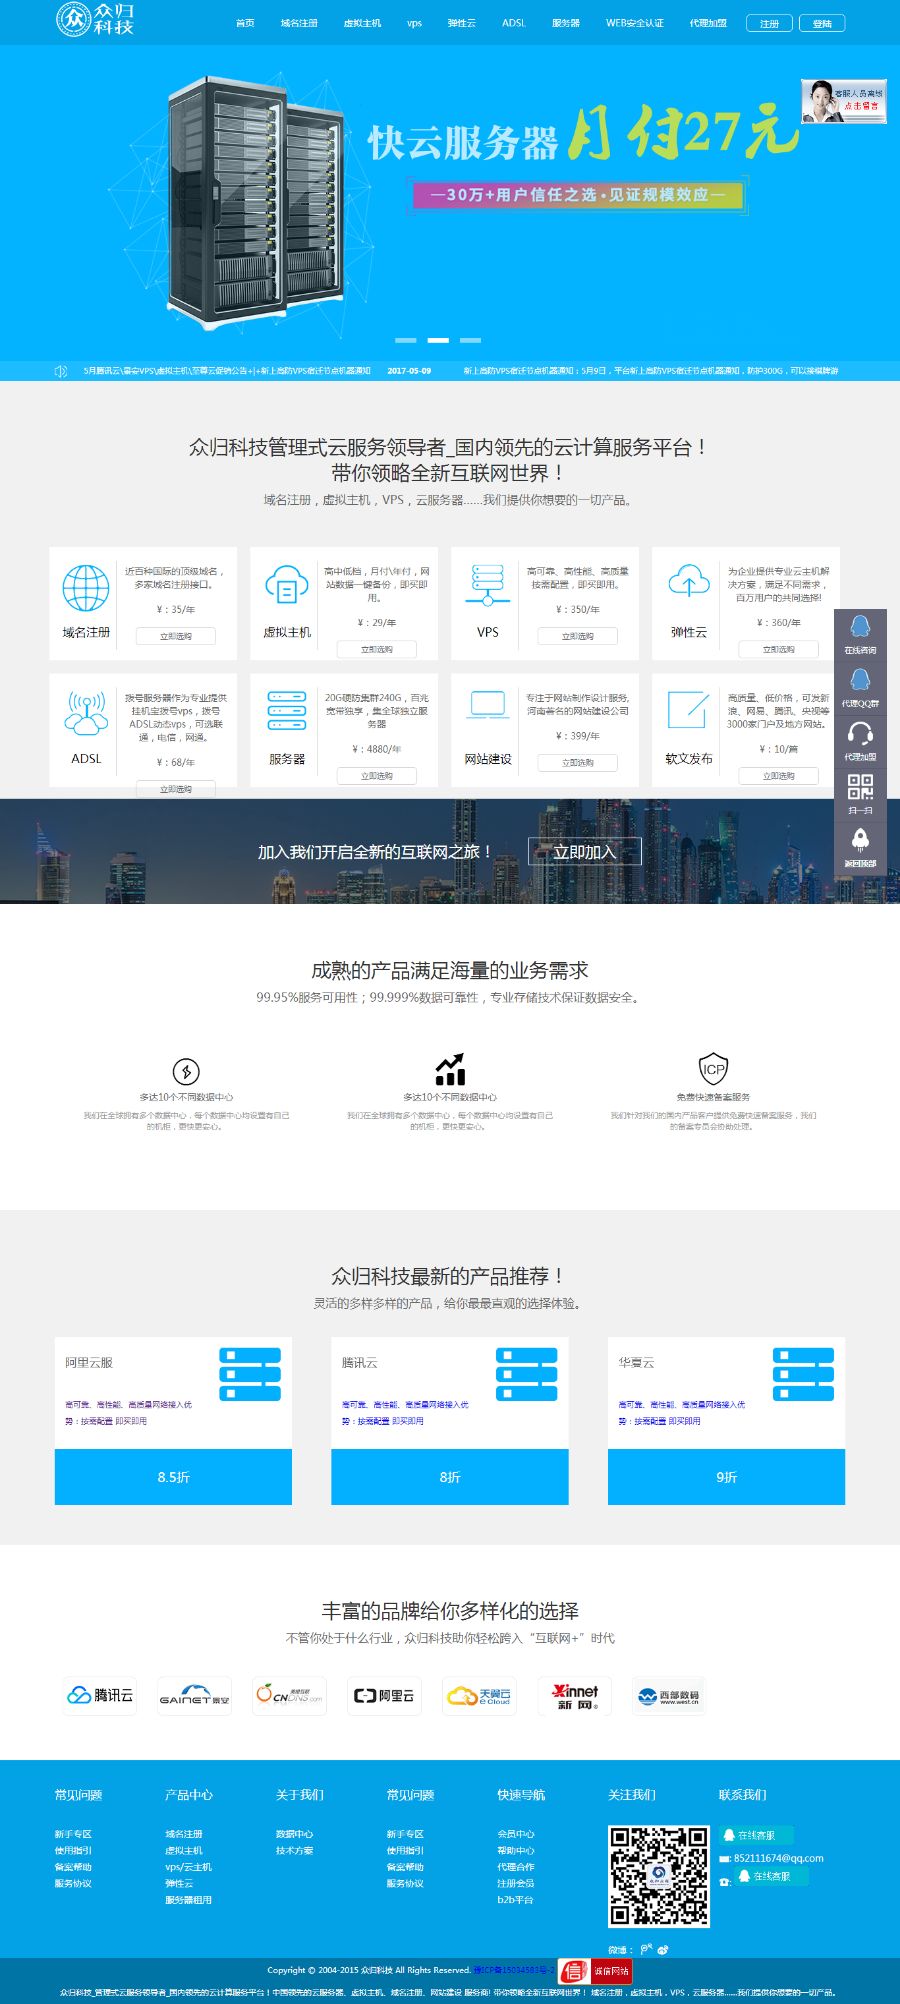 众归科技
首页 域名注册 虚拟主机 vps 弹性云 ADSL 服务器 WEB安全认证 代理加盟 注册 登陆
客服人员离线
点击留言
快云服务器 月付27元
—30万+用户信任之选·见证规模效应—
5月腾讯云\景安VPS\虚拟主机\至尊云促销公告+|+新上高防VPS宿迁节点机器通知 2017-05-09 新上高防VPS宿迁节点机器通知：5月9日，平台新上高防VPS宿迁节点机器通知，防护300G，可以接棋牌游
众归科技管理式云服务领导者_国内领先的云计算服务平台！
带你领略全新互联网世界！
域名注册，虚拟主机，VPS，云服务器......我们提供你想要的一切产品。
域名注册
近百种国际的顶级域名，
多家域名注册接口。
¥：35/年
立即选购
虚拟主机
高中低档，月付\年付，网
站数据一键备份，即买即
用。
¥：29/年
立即选购
VPS
高可靠、高性能、高质量
按需配置，即买即用。
¥：350/年
立即选购
弹性云
为企业提供专业云主机解
决方案，满足不同需求，
百万用户的共同选择!
¥：360/年
立即选购
ADSL
拨号服务器作为专业提供
挂机宝拨号vps，拨号
ADSL动态vps，可选联
通，电信，网通。
¥：68/年
立即选购
服务器
20G硬防集群240G，百兆
宽带独享，集全球独立服
务器
¥：4880/年
立即选购
网站建设
专注于网站制作设计服务,
河南著名的网站建设公司
¥：399/年
立即选购
软文发布
高质量、低价格，可发新
浪、网易、腾讯、央视等
3000家门户及地方网站。
¥：10/篇
立即选购
在线咨询
代理QQ群
代理加盟
扫一扫
返回顶部
加入我们开启全新的互联网之旅！ 立即加入
成熟的产品满足海量的业务需求
99.95%服务可用性；99.999%数据可靠性，专业存储技术保证数据安全。
多达10个不同数据中心
我们在全球拥有多个数据中心，每个数据中心均设置有自己
的机柜，更快更安心。
多达10个不同数据中心
我们在全球拥有多个数据中心，每个数据中心均设置有自己
的机柜，更快更安心。
ICP
免费快速备案服务
我们针对我们的国内产品客户提供免费快速备案服务，我们
的备案专员会协助处理。
众归科技最新的产品推荐！
灵活的多样多样的产品，给你最最直观的选择体验。
阿里云服
高可靠、高性能、高质量网络接入优
势：按需配置 即买即用
8.5折
腾讯云
高可靠、高性能、高质量网络接入优
势：按需配置 即买即用
8折
华夏云
高可靠、高性能、高质量网络接入优
势：按需配置 即买即用
9折
丰富的品牌给你多样化的选择
不管你处于什么行业，众归科技助你轻松跨入“互联网+”时代
腾讯云
GAINET 景安
CNDNS.com
阿里云
天翼云 e Cloud
Xinnet 新网
西部数码 www.west.cn
常见问题
新手专区
使用指引
备案帮助
服务协议
产品中心
域名注册
虚拟主机
vps/云主机
弹性云
服务器租用
关于我们
数据中心
技术方案
常见问题
新手专区
使用指引
备案帮助
服务协议
快速导航
会员中心
帮助中心
代理合作
注册会员
b2b平台
关注我们
微博：
联系我们
在线客服
: 852111674@qq.com
: 在线客服
Copyright © 2004-2015 众归科技 All Rights Reserved. 豫ICP备15034583号-2 信 诚信网站
众归科技_管理式云服务领导者_国内领先的云计算服务平台！中国领先的云服务器、虚拟主机、域名注册、网站建设 服务商! 带你领略全新互联网世界！ 域名注册，虚拟主机，VPS，云服务器......我们提供你想要的一切产品。